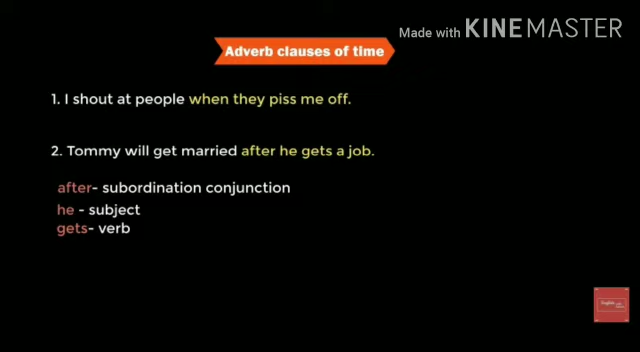 Made with KINEMASTER
Adverb clauses of time
1. I shout at people when they piss me off.
2. Tommy will get married after he gets a job.
after- subordination conjunction
he - subject
gets- verb